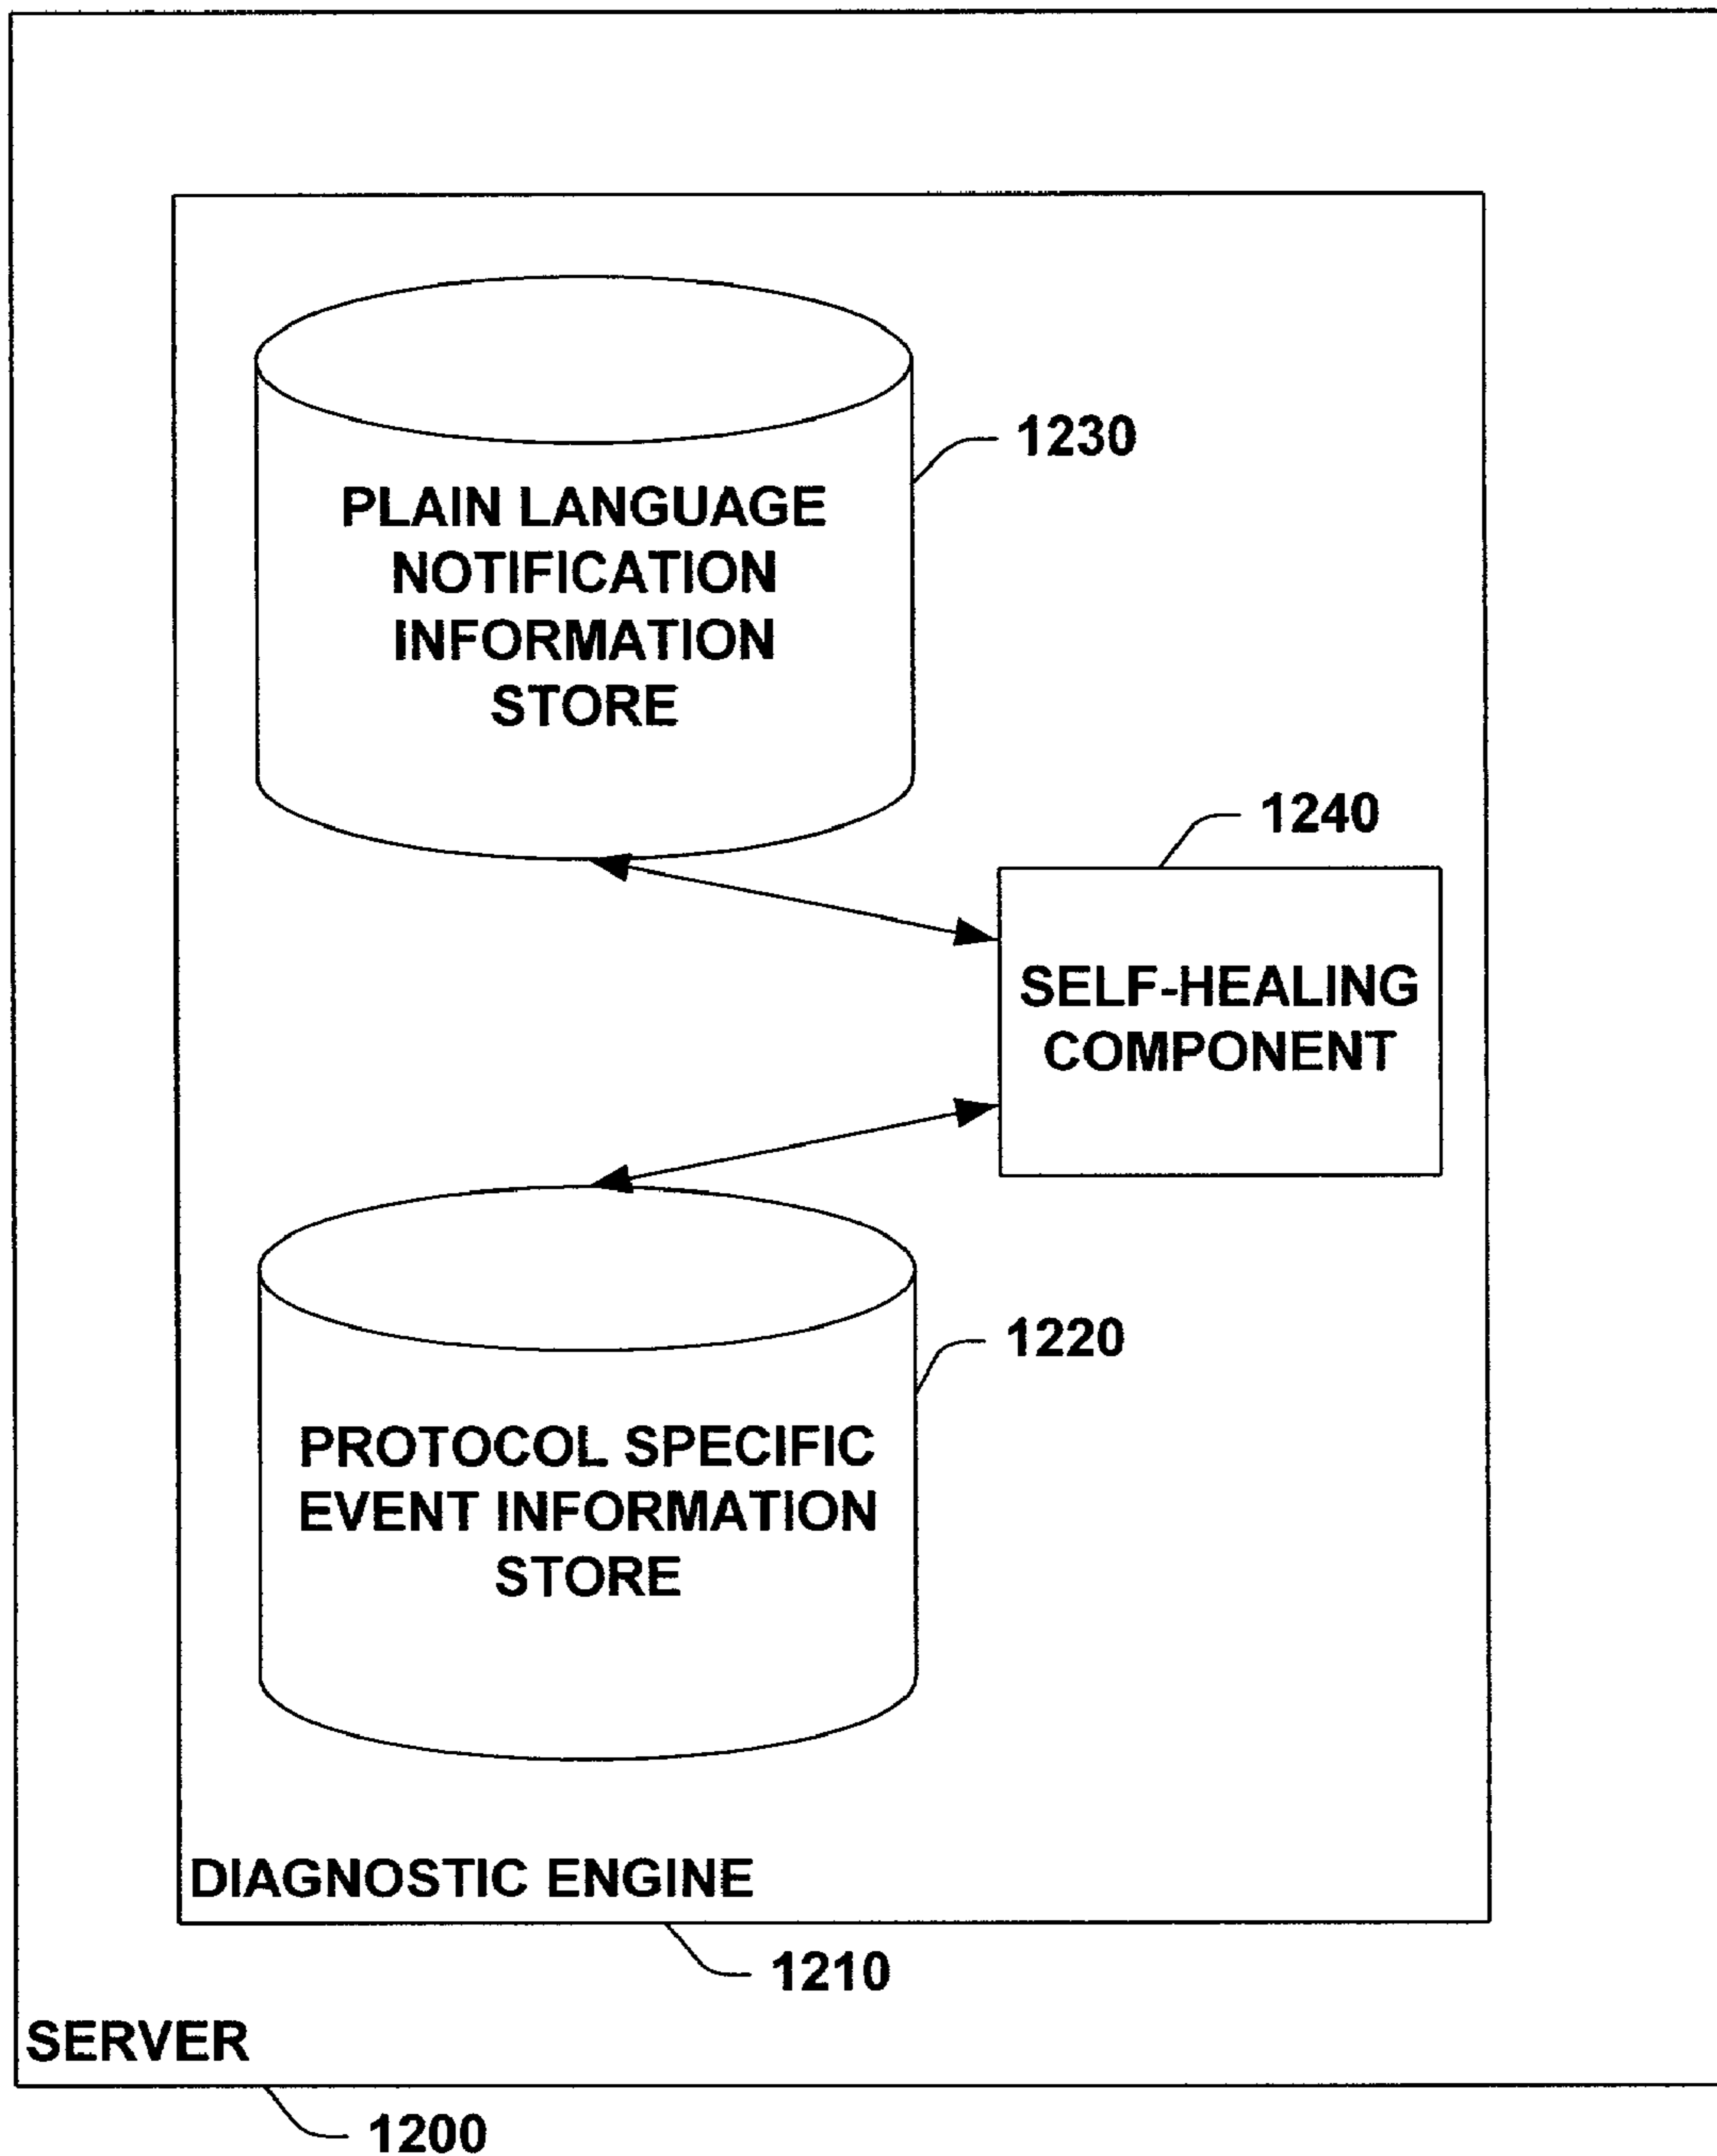 1230
PLAIN LANGUAGE
NOTIFICATION
INFORMATION
STORE
1240
SELF-HEALING
COMPONENT
1220
PROTOCOL SPECIFIC
EVENT INFORMATION
STORE
DIAGNOSTIC ENGINE
1210
SERVER
1200